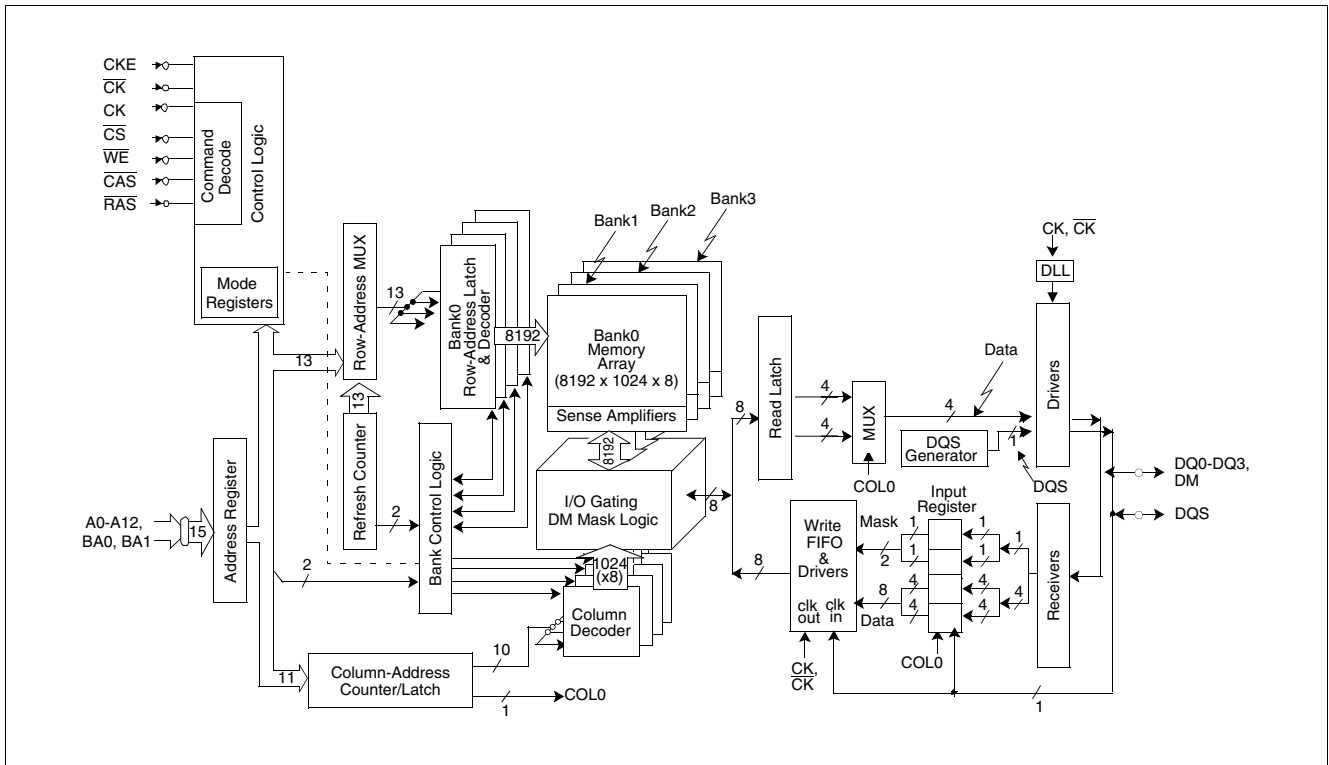 CKE
CK
CK
CS
WE
CAS
RAS
Command
Decode
Control Logic
Mode
Registers
Row-Address MUX
13
13
13
Refresh Counter
Bank0
Row-Address Latch
& Decoder
8192
Bank1
Bank2
Bank3
Bank0
Memory
Array
(8192 x 1024 x 8)
Sense Amplifiers
8192
I/O Gating
DM Mask Logic
8
Bank Control Logic
2
2
A0-A12,
BA0, BA1
15
Address Register
11
Column-Address
Counter/Latch
10
1
COL0
1024
(x8)
Column
Decoder
8
Read Latch
4
4
MUX
COL0
4
Data
DQS
Generator
1
DQS
CK, CK
DLL
Drivers
DQ0-DQ3,
DM
DQS
8
Write
FIFO
&
Drivers
clk
out
clk
in
CK,
CK
Mask
2
8
Data
Input
Register
1
1
4
4
1
1
4
4
1
4
COL0
Receivers
1